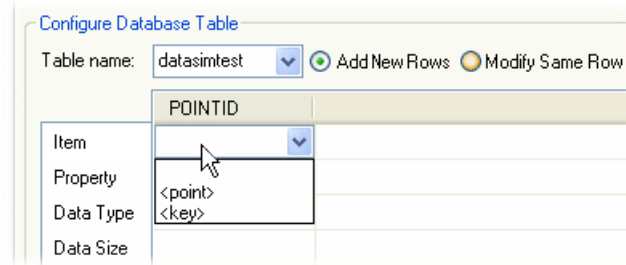 Configure Database Table
Table name: datasimtest Add New Rows Modify Same Row
POINTID
Item
Property
<point>
Data Type <key>
Data Size